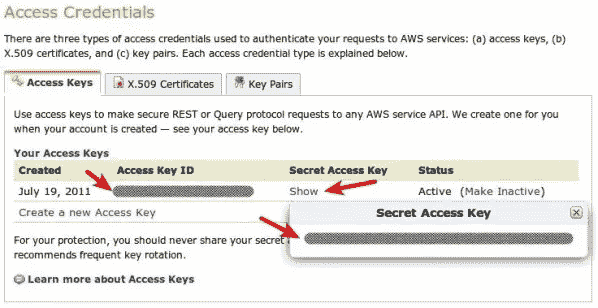 Access Credentials
There are three types of access credentials used to authenticate your requests to AWS services: (a) access keys, (b)
X.509 certificates, and (c) key pairs. Each access credential type is explained below.
Access Keys X.509 Certificates Key Pairs
Use access keys to make secure REST or Query protocol requests to any AWS service API. We create one for you
when your account is created — see your access key below.
Your Access Keys
Created Access Key ID Secret Access Key Status
July 19, 2011 Show Active (Make Inactive)
Create a new Access Key
Secret Access Key
For your protection, you should never share your secret
recommends frequent key rotation.
Learn more about Access Keys